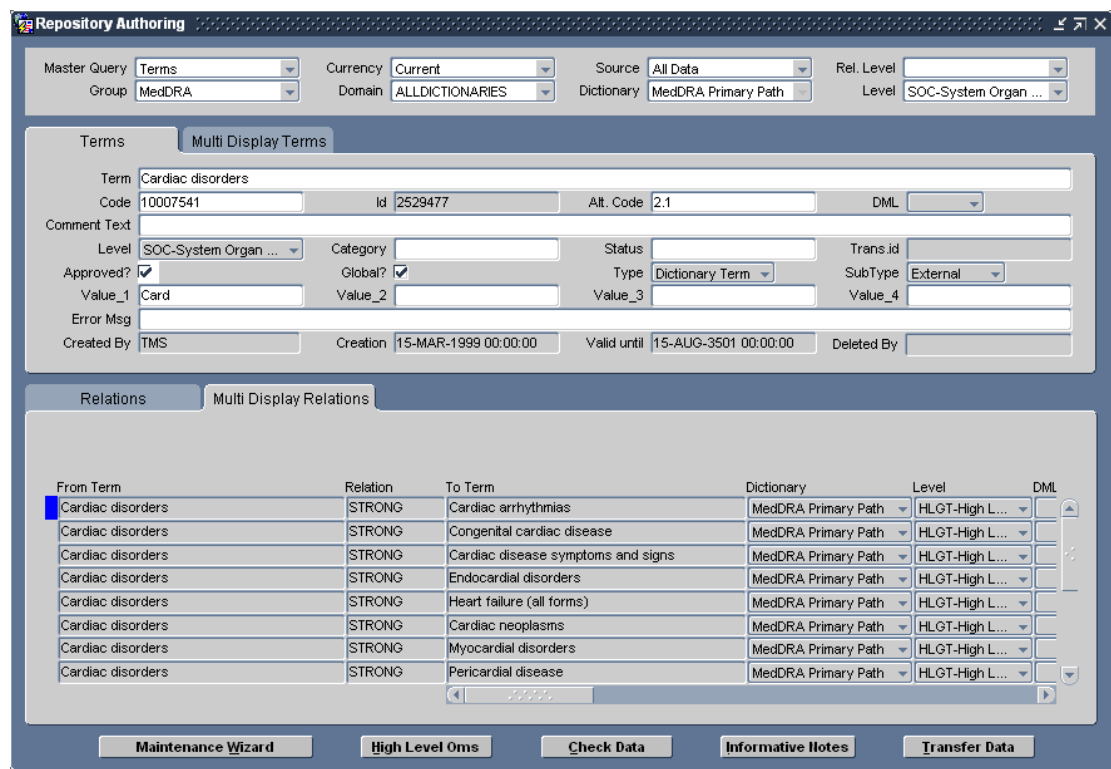 Repository Authoring
Master Query Terms Currency Current Source All Data Rel. Level
Group MedDRA Domain ALLDICTIONARIES Dictionary MedDRA Primary Path Level SOC-System Organ ...
Terms Multi Display Terms
Term Cardiac disorders
Code 10007541 Id 2529477 Alt. Code 2.1 DML
Comment Text
Level SOC-System Organ ... Category Status Trans.id
Approved? Global? Type Dictionary Term SubType External
Value_1 Card Value_2 Value_3 Value_4
Error Msg
Created By TMS Creation 15-MAR-1999 00:00:00 Valid until 15-AUG-3501 00:00:00 Deleted By
Relations Multi Display Relations
From Term Relation To Term Dictionary Level DML
Cardiac disorders STRONG Cardiac arrhythmias MedDRA Primary Path HLGT-High L...
Cardiac disorders STRONG Congenital cardiac disease MedDRA Primary Path HLGT-High L...
Cardiac disorders STRONG Cardiac disease symptoms and signs MedDRA Primary Path HLGT-High L...
Cardiac disorders STRONG Endocardial disorders MedDRA Primary Path HLGT-High L...
Cardiac disorders STRONG Heart failure (all forms) MedDRA Primary Path HLGT-High L...
Cardiac disorders STRONG Cardiac neoplasms MedDRA Primary Path HLGT-High L...
Cardiac disorders STRONG Myocardial disorders MedDRA Primary Path HLGT-High L...
Cardiac disorders STRONG Pericardial disease MedDRA Primary Path HLGT-High L...
Maintenance Wizard High Level Oms Check Data Informative Notes Transfer Data